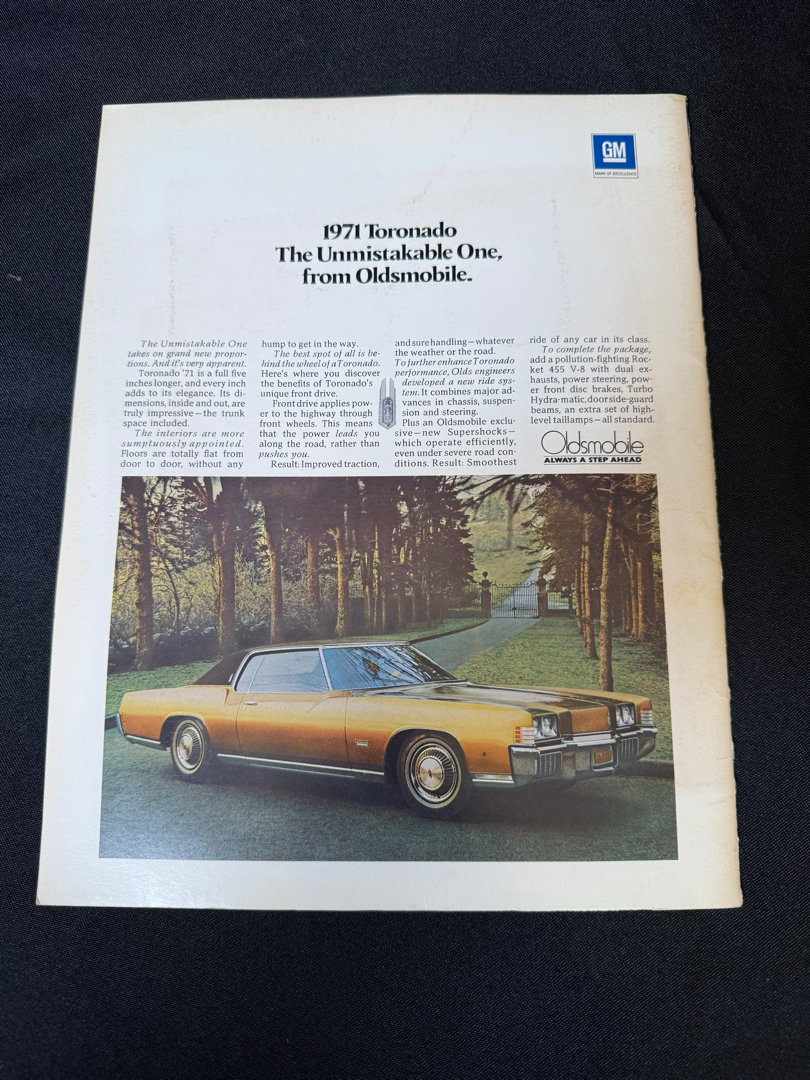 GM
MARK OF EXCELLENCE
1971 Toronado
The Unmistakable One,
from Oldsmobile.
The Unmistakable One
takes on grand new propor-
tions. And it's very apparent.
Toronado '71 is a full five
inches longer, and every inch
adds to its elegance. Its di-
mensions, inside and out, are
truly impressive—the trunk
space included.
The interiors are more
sumptuously appointed.
Floors are totally flat from
door to door, without any
hump to get in the way.
The best spot of all is be-
hind the wheel of a Toronado.
Here's where you discover
the benefits of Toronado's
unique front drive.
Front drive applies pow-
er to the highway through
front wheels. This means
that the power leads you
along the road, rather than
pushes you.
Result: Improved traction,
and sure handling—whatever
the weather or the road.
To further enhance Toronado
performance, Olds engineers
developed a new ride sys-
tem. It combines major ad-
vances in chassis, suspen-
sion and steering.
Plus an Oldsmobile exclu-
sive—new Supershocks—
which operate efficiently,
even under severe road con-
ditions. Result: Smoothest
ride of any car in its class.
To complete the package,
add a pollution-fighting Roc-
ket 455 V-8 with dual ex-
hausts, power steering, pow-
er front disc brakes, Turbo
Hydra-matic, door side-guard
beams, an extra set of high-
level taillamps—all standard.
Oldsmobile
ALWAYS A STEP AHEAD